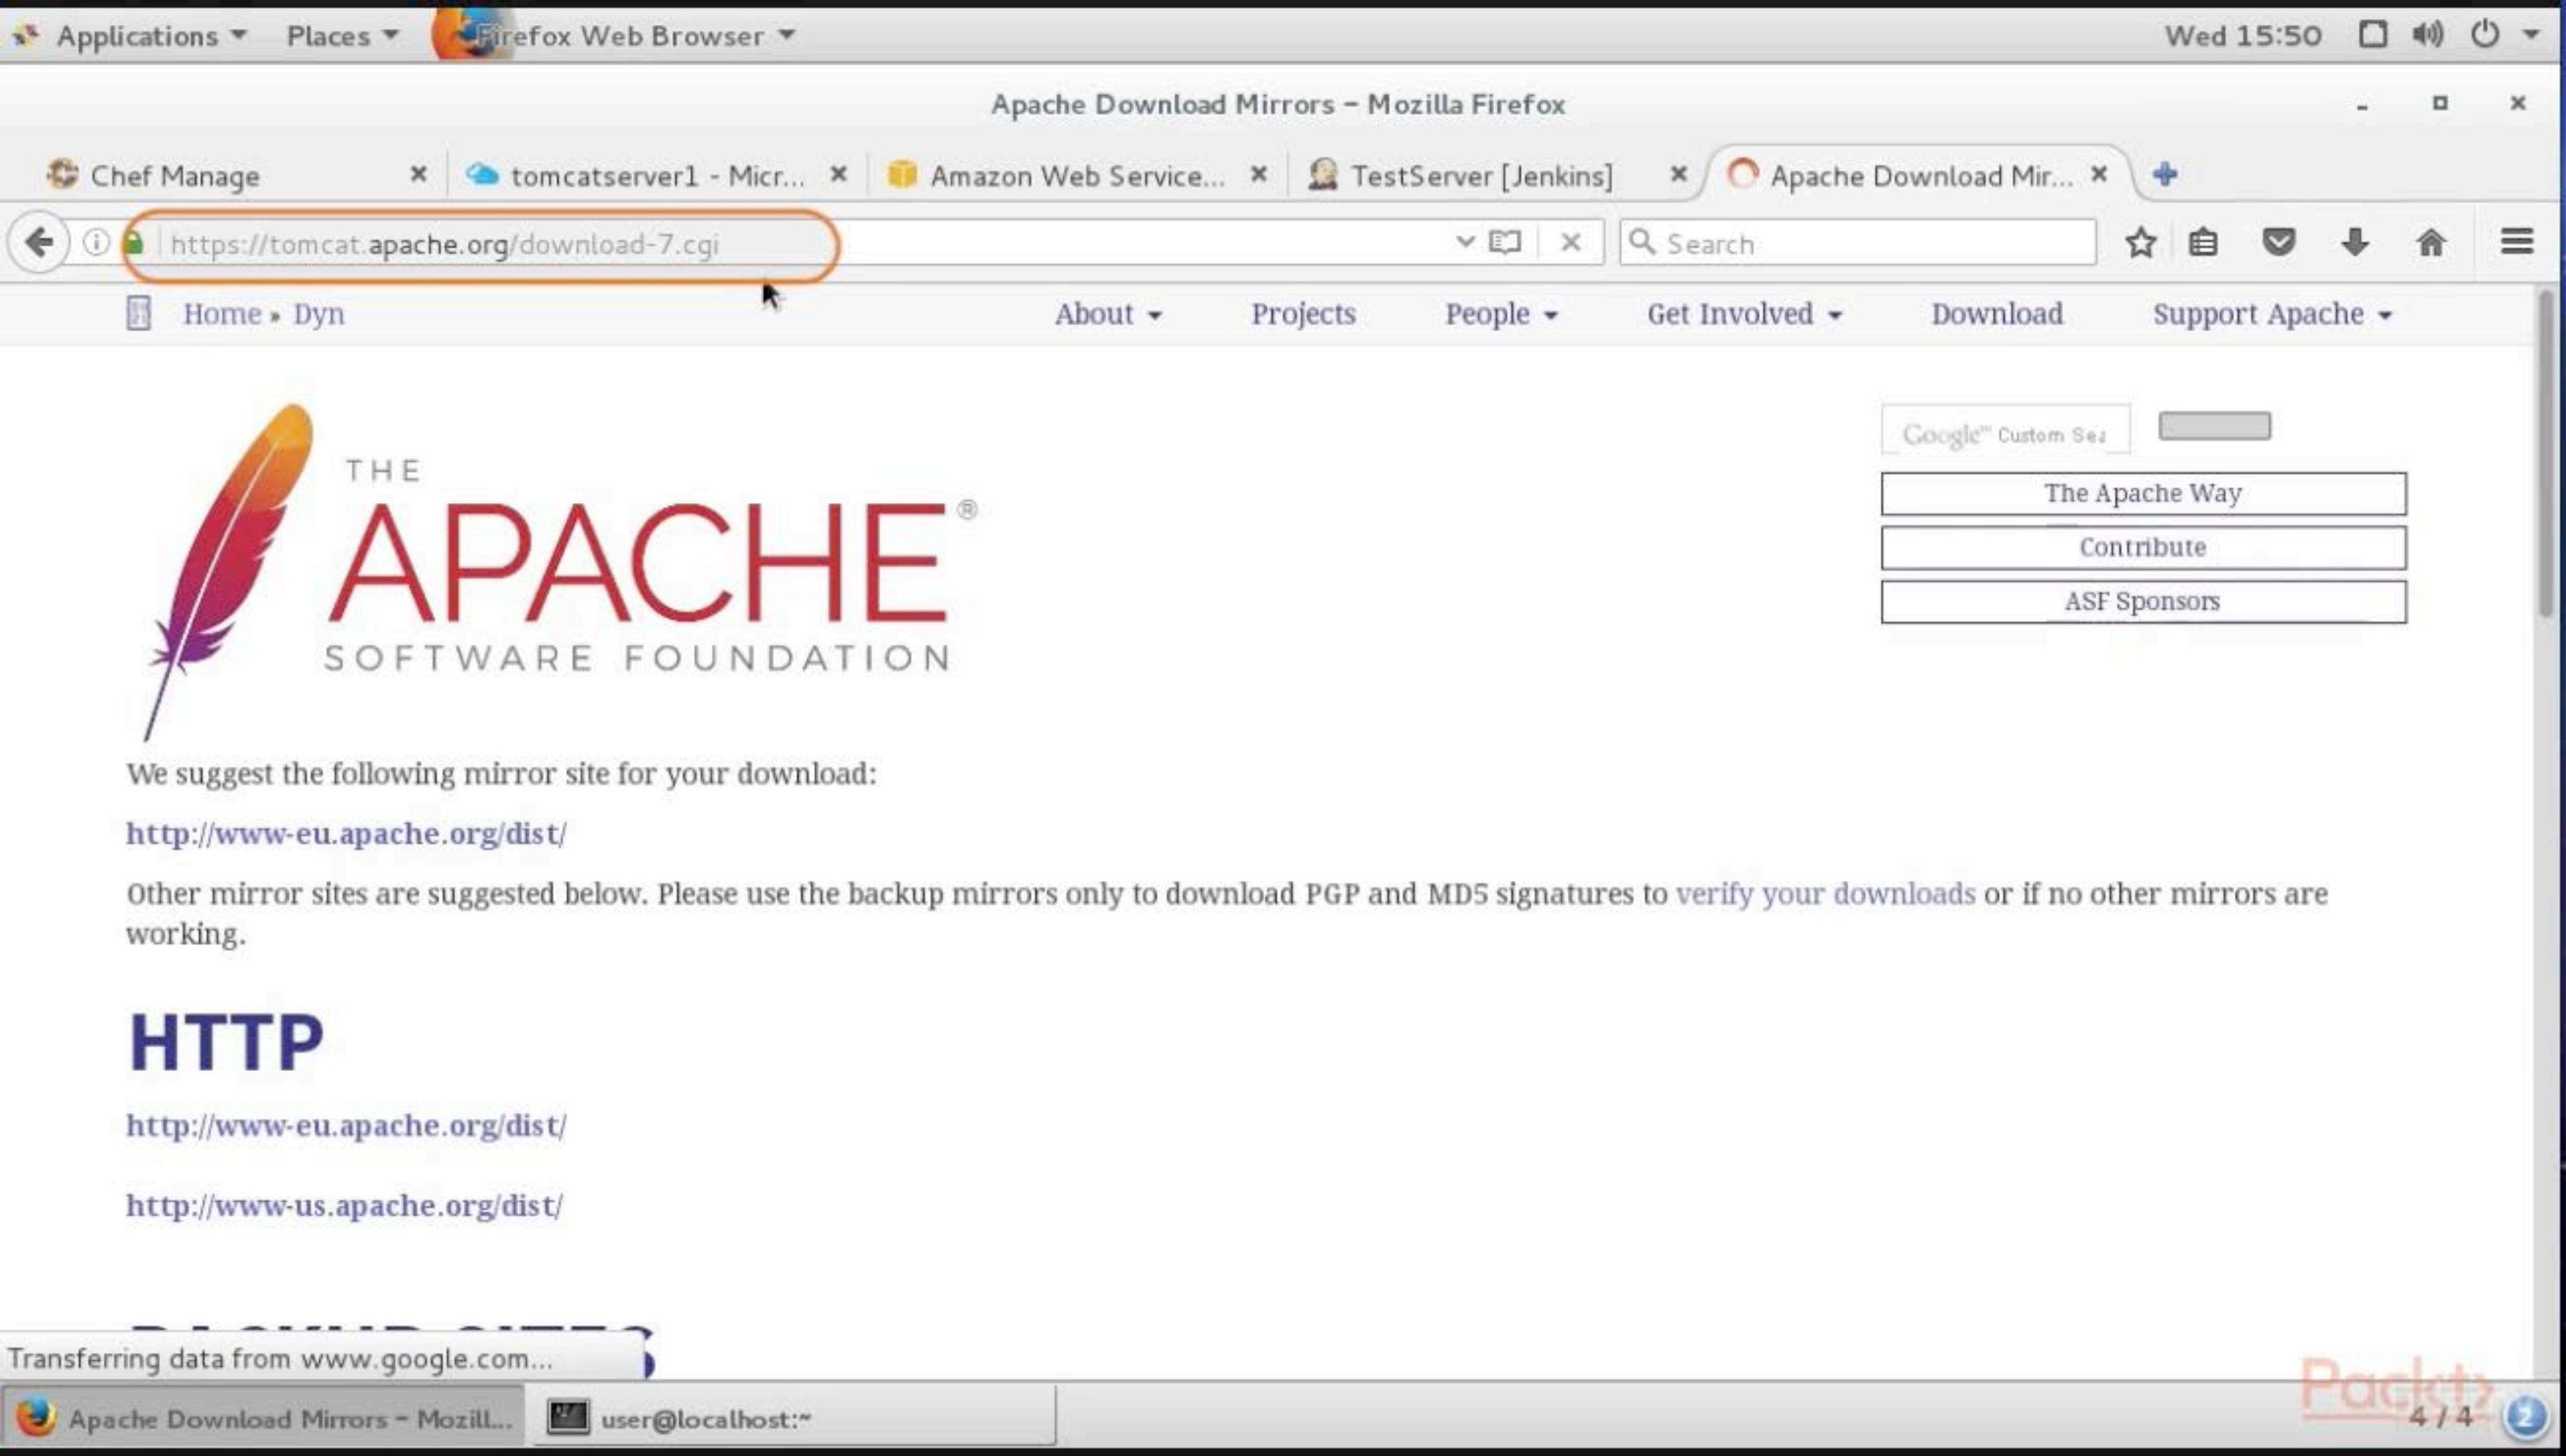 Applications Places Firefox Web Browser Wed 15:50
Apache Download Mirrors – Mozilla Firefox
Chef Manage tomcatserver1 - Micr... Amazon Web Service... TestServer [Jenkins] Apache Download Mir...
https://tomcat.apache.org/download-7.cgi Search
Home » Dyn About Projects People Get Involved Download Support Apache
THE
APACHE®
SOFTWARE FOUNDATION
Google™ Custom
The Apache Way
Contribute
ASF Sponsors
We suggest the following mirror site for your download:
http://www-eu.apache.org/dist/
Other mirror sites are suggested below. Please use the backup mirrors only to download PGP and MD5 signatures to verify your downloads or if no other mirrors are
working.
HTTP
http://www-eu.apache.org/dist/
http://www-us.apache.org/dist/
Transferring data from www.google.com...
Apache Download Mirrors – Mozill... user@localhost:~
Packt>
4 / 4 2